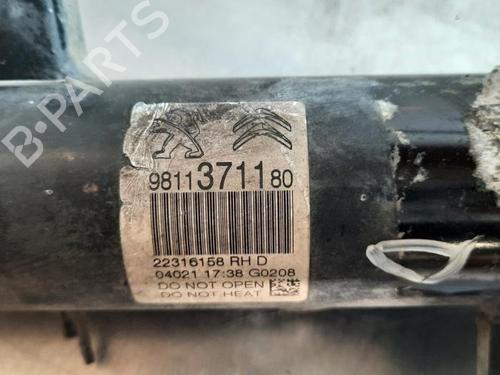 B-PARTS
9811371180
22316158 RH D
04021 17:38 G0208
DO NOT OPEN
DO NOT HEAT